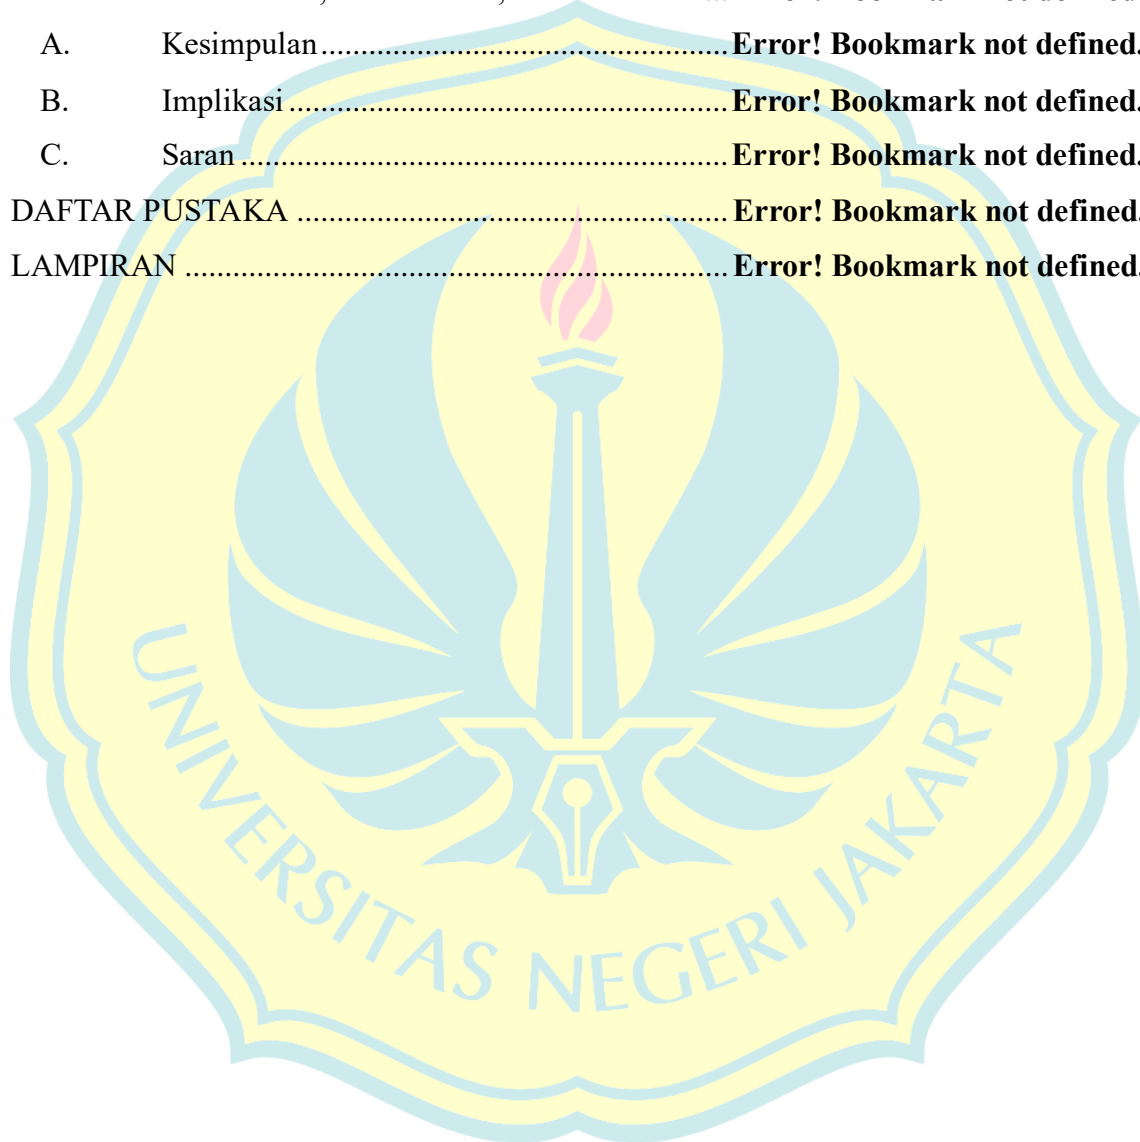 A. Kesimpulan................................................... Error! Bookmark not defined.
B. Implikasi....................................................... Error! Bookmark not defined.
C. Saran............................................................. Error! Bookmark not defined.
DAFTAR PUSTAKA ...................................................... Error! Bookmark not defined.
LAMPIRAN .................................................................... Error! Bookmark not defined.
UNIVERSITAS NEGERI JAKARTA